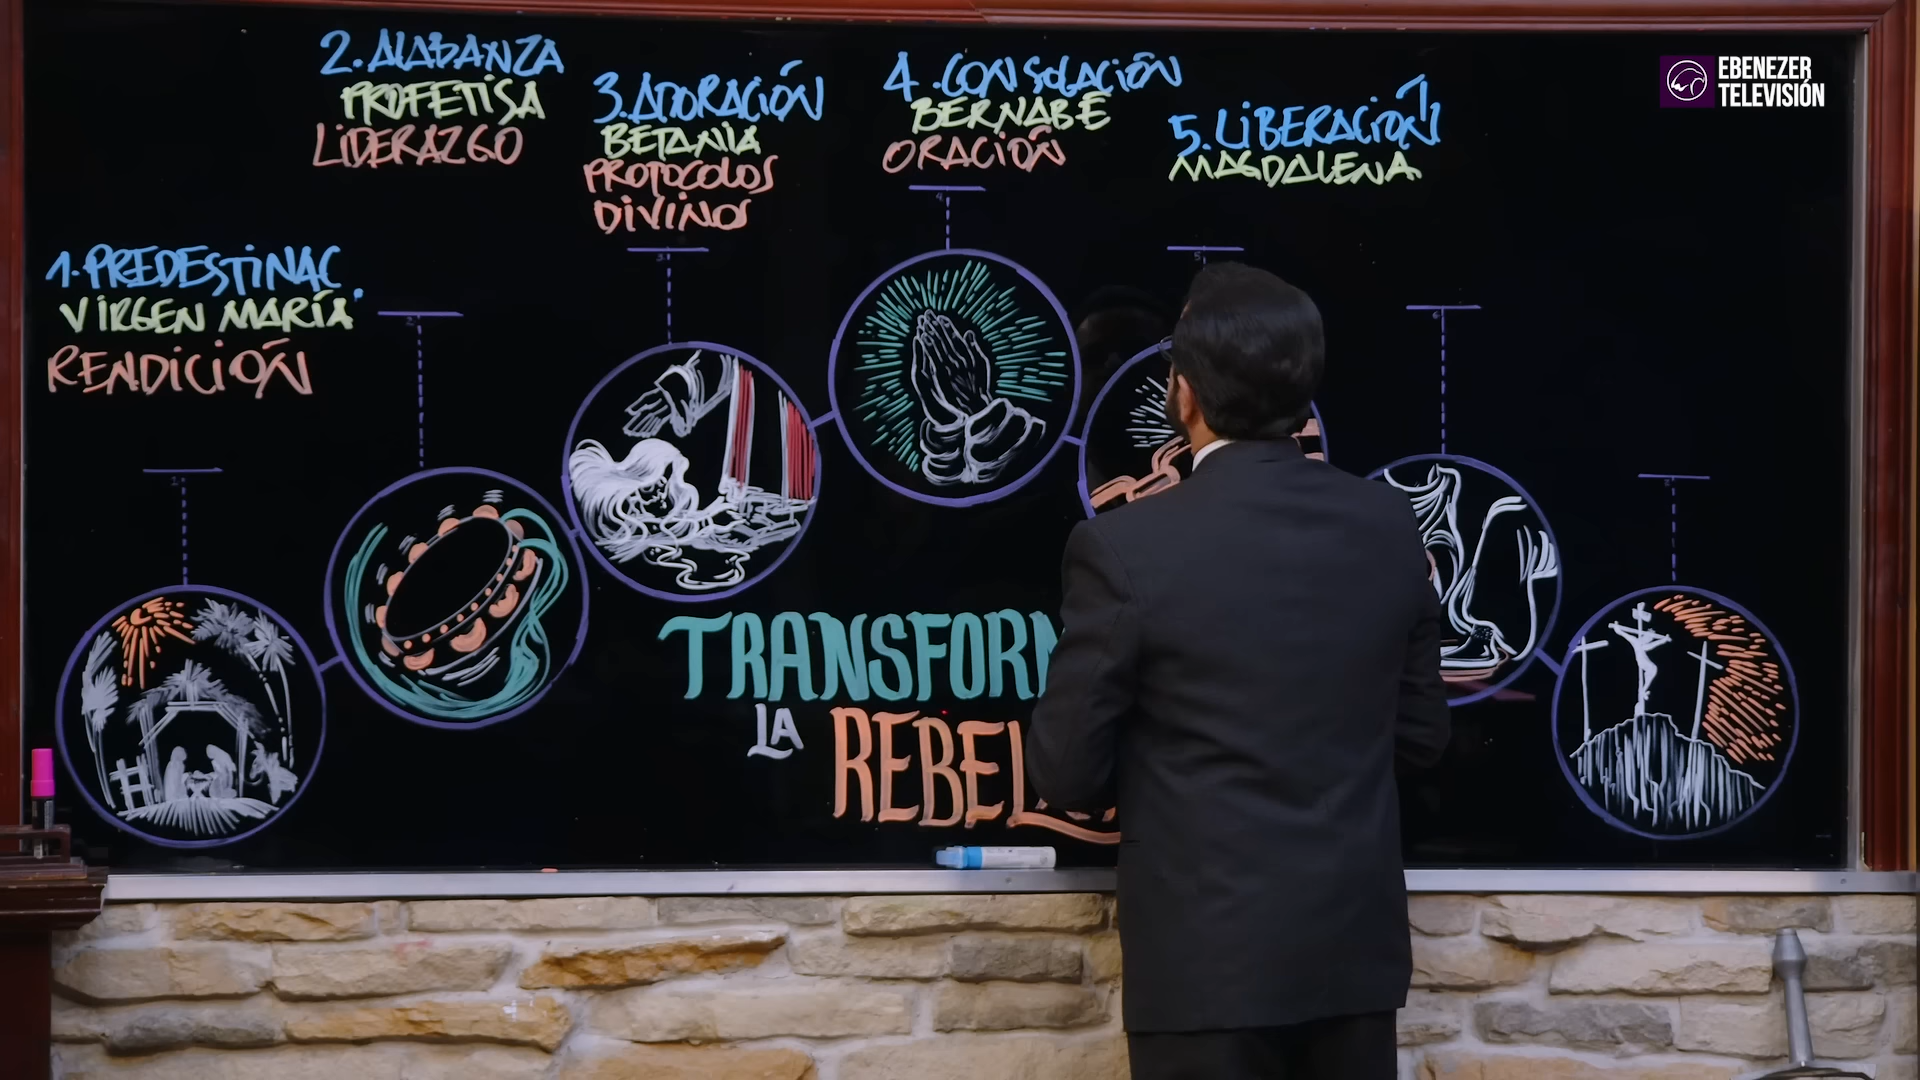 1. PREDESTINAC.
VIRGEN MARÍA
RENDICIÓN
2. ALABANZA
PROFETISA
LIDERAZGO
3. ADORACIÓN
BETANIA
PROTOCOLOS
DIVINOS
4. CONSOLACIÓN
BERNABÉ
ORACIÓN
5. LIBERACIÓN
MAGDALENA
EBENEZER
TELEVISIÓN
TRANSFORM
LA REBEL